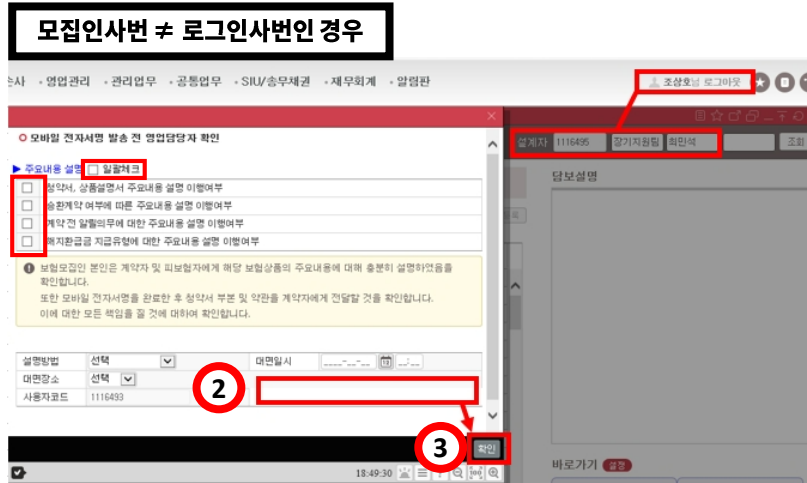 모집인사번 ≠ 로그인사번인 경우
손사 · 영업관리 · 관리업무 · 공통업무 · SIU/송무채권 · 재무회계 · 알림판
조상호님 로그아웃
모바일 전자서명 발송 전 영업담당자 확인
설계자 1116495 장기지원팀 최민석 조회
주요내용 설명 일괄체크
담보설명
청약서, 상품설명서 주요내용 설명 이행여부
승환계약 여부에 따른 주요내용 설명 이행여부
계약 전 알릴의무에 대한 주요내용 설명 이행여부
해지환급금 지급유형에 대한 주요내용 설명 이행여부
보험모집인 본인은 계약자 및 피보험자에게 해당 보험상품의 주요내용에 대해 충분히 설명하였음을
확인합니다.
또한 모바일 전자서명을 완료한 후 청약서 부본 및 약관을 계약자에게 전달할 것을 확인합니다.
이에 대한 모든 책임을 질 것에 대하여 확인합니다.
설명방법 선택 대면일시 ____-__-__ __:__
대면장소 선택
사용자코드 1116493
2
3
확인
바로가기 설정
18:49:30